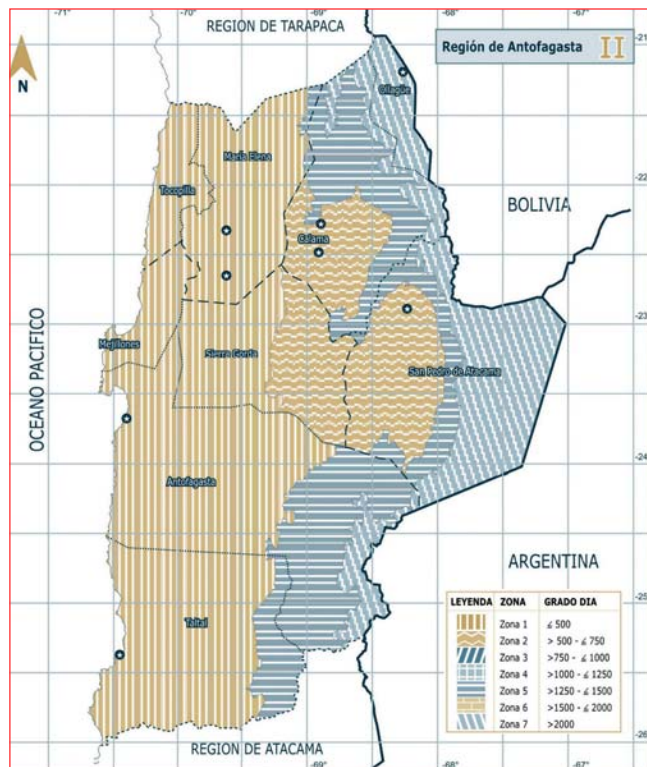 -71°
-70°
-69°
-68°
-67°
REGION DE TARAPACA
Región de Antofagasta II
-21°
N
Ollagüe
María Elena
Tocopilla
-22°
BOLIVIA
Calama
OCEANO PACIFICO
-23°
Mejillones
Sierra Gorda
San Pedro de Atacama
-24°
Antofagasta
ARGENTINA
LEYENDA ZONA GRADO DIA
Zona 1 ≤ 500
Zona 2 > 500 - ≤ 750
Zona 3 >750 - ≤ 1000
Zona 4 >1000 - ≤ 1250
Zona 5 >1250 - ≤ 1500
Zona 6 >1500 - ≤ 2000
Zona 7 >2000
-25°
Taltal
-26°
REGION DE ATACAMA
-71°
-70°
-69°
-68°
-67°